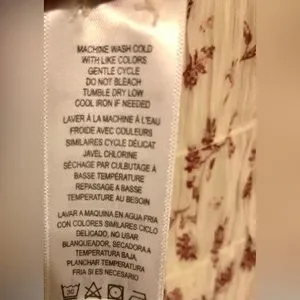 MACHINE WASH COLD
WITH LIKE COLORS
GENTLE CYCLE
DO NOT BLEACH
TUMBLE DRY LOW
COOL IRON IF NEEDED
LAVER À LA MACHINE À L'EAU
FROIDE AVEC COULEURS
SIMILAIRES CYCLE DÉLICAT
JAVEL CHLORINE
SÉCHAGE PAR CULBUTAGE À
BASSE TEMPÉRATURE
REPASSAGE A BASSE
TEMPERATURE AU BESOIN
LAVAR A MAQUINA EN AGUA FRIA
CON COLORES SIMILARES CICLO
DELICADO, NO USAR
BLANQUEADOR, SECADORA A
TEMPERATURA BAJA,
PLANCHAR TEMPERATURA
FRIA SI ES NECESARIO